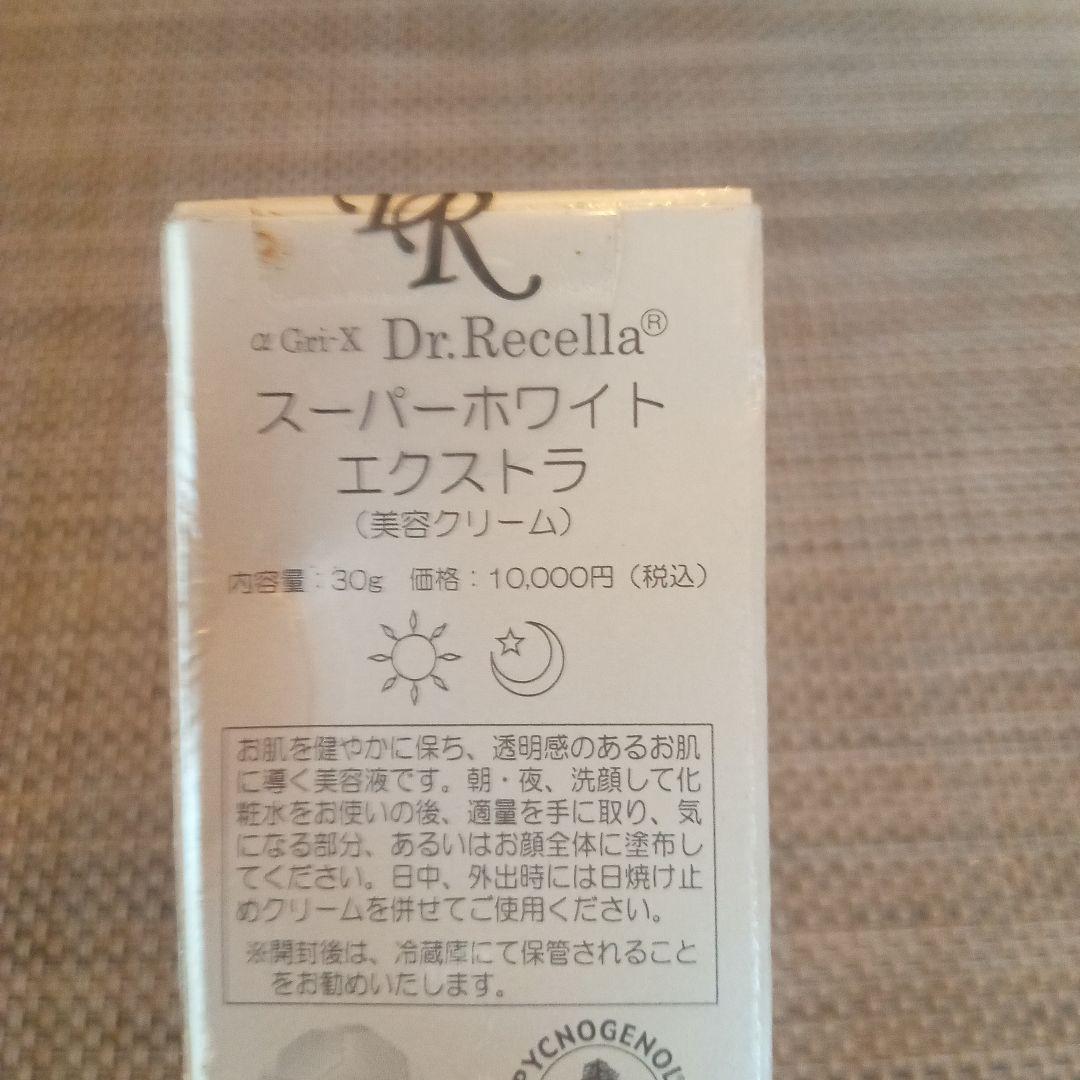 R
α Gri-X Dr.Recella®
スーパーホワイト
エクストラ
(美容クリーム)
内容量：30g 価格：10,000円（税込）
お肌を健やかに保ち、透明感のあるお肌
に導く美容液です。朝・夜、洗顔して化
粧水をお使いの後、適量を手に取り、気
になる部分、あるいはお顔全体に塗布し
てください。日中、外出時には日焼け止
めクリームを併せてご使用ください。
※開封後は、冷蔵庫にて保管されること
をお勧めいたします。
PYCNOGENOL